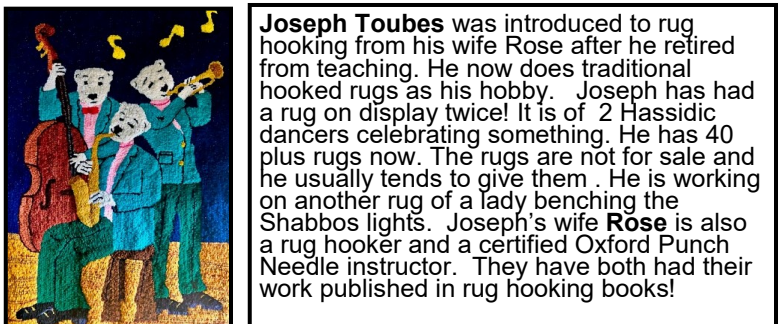 Joseph Toubes was introduced to rug
hooking from his wife Rose after he retired
from teaching. He now does traditional
hooked rugs as his hobby.   Joseph has had
a rug on display twice! It is of  2 Hassidic
dancers celebrating something. He has 40
plus rugs now. The rugs are not for sale and
he usually tends to give them . He is working
on another rug of a lady benching the
Shabbos lights.  Joseph’s wife Rose is also
a rug hooker and a certified Oxford Punch
Needle instructor.  They have both had their
work published in rug hooking books!